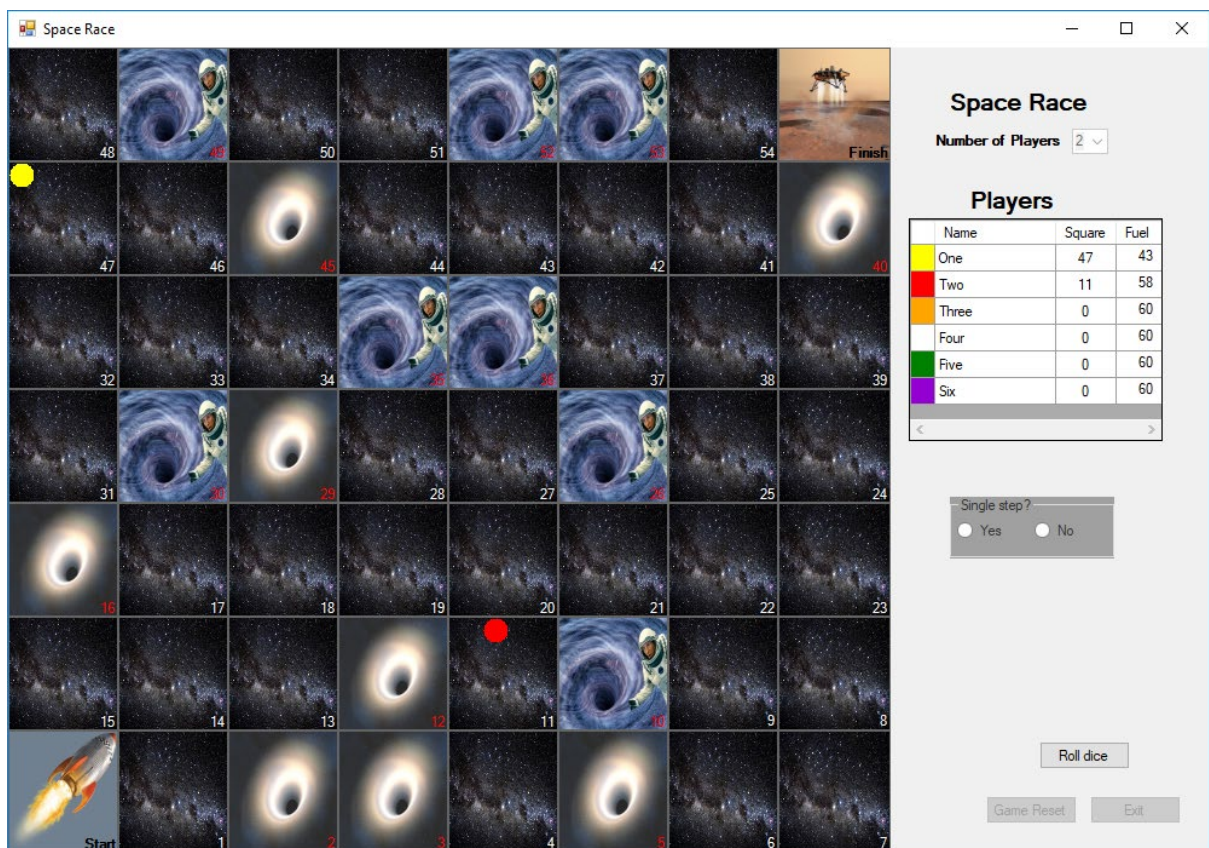 Space Race
48 49 50 51 52 53 54 Finish
47 46 45 44 43 42 41 40
32 33 34 35 36 37 38 39
31 30 29 28 27 26 25 24
16 17 18 19 20 21 22 23
15 14 13 12 11 10 9 8
Start 1 2 3 4 5 6 7
Space Race
Number of Players 2
Players
Name Square Fuel
One 47 43
Two 11 58
Three 0 60
Four 0 60
Five 0 60
Six 0 60
Single step?
Yes No
Roll dice
Game Reset Exit